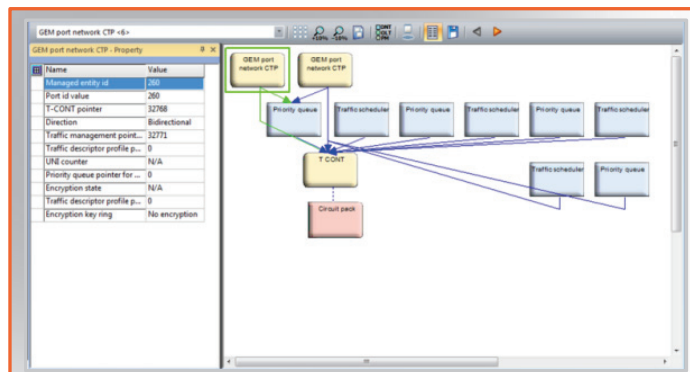 GEM port network CTP <6>
+10%
-10%
GEM port network CTP - Property
Name Value
Managed entity id 260
Port id value 260
T-CONT pointer 32768
Direction Bidirectional
Traffic management point... 32771
Traffic descriptor profile p... 0
UNI counter N/A
Priority queue pointer for ... 0
Encryption state N/A
Traffic descriptor profile p... 0
Encryption key ring No encryption
GEM port
network CTP
GEM port
network CTP
Priority queue
Traffic scheduler
Priority queue
Traffic scheduler
Priority queue
Traffic scheduler
T CONT
Traffic scheduler
Priority queue
Circuit pack